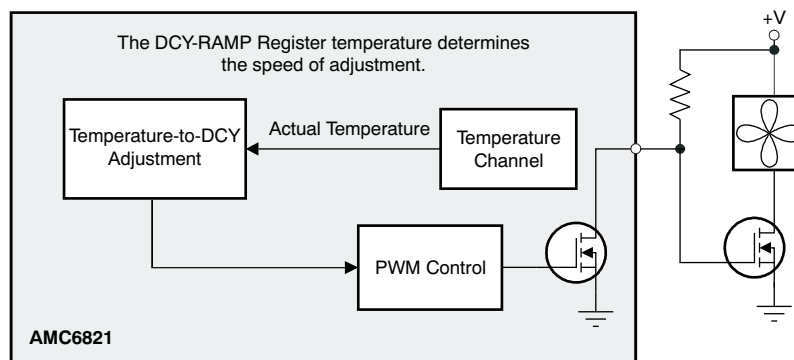 The DCY-RAMP Register temperature determines
the speed of adjustment.
+V
Temperature-to-DCY
Adjustment
Actual Temperature
Temperature
Channel
PWM Control
AMC6821